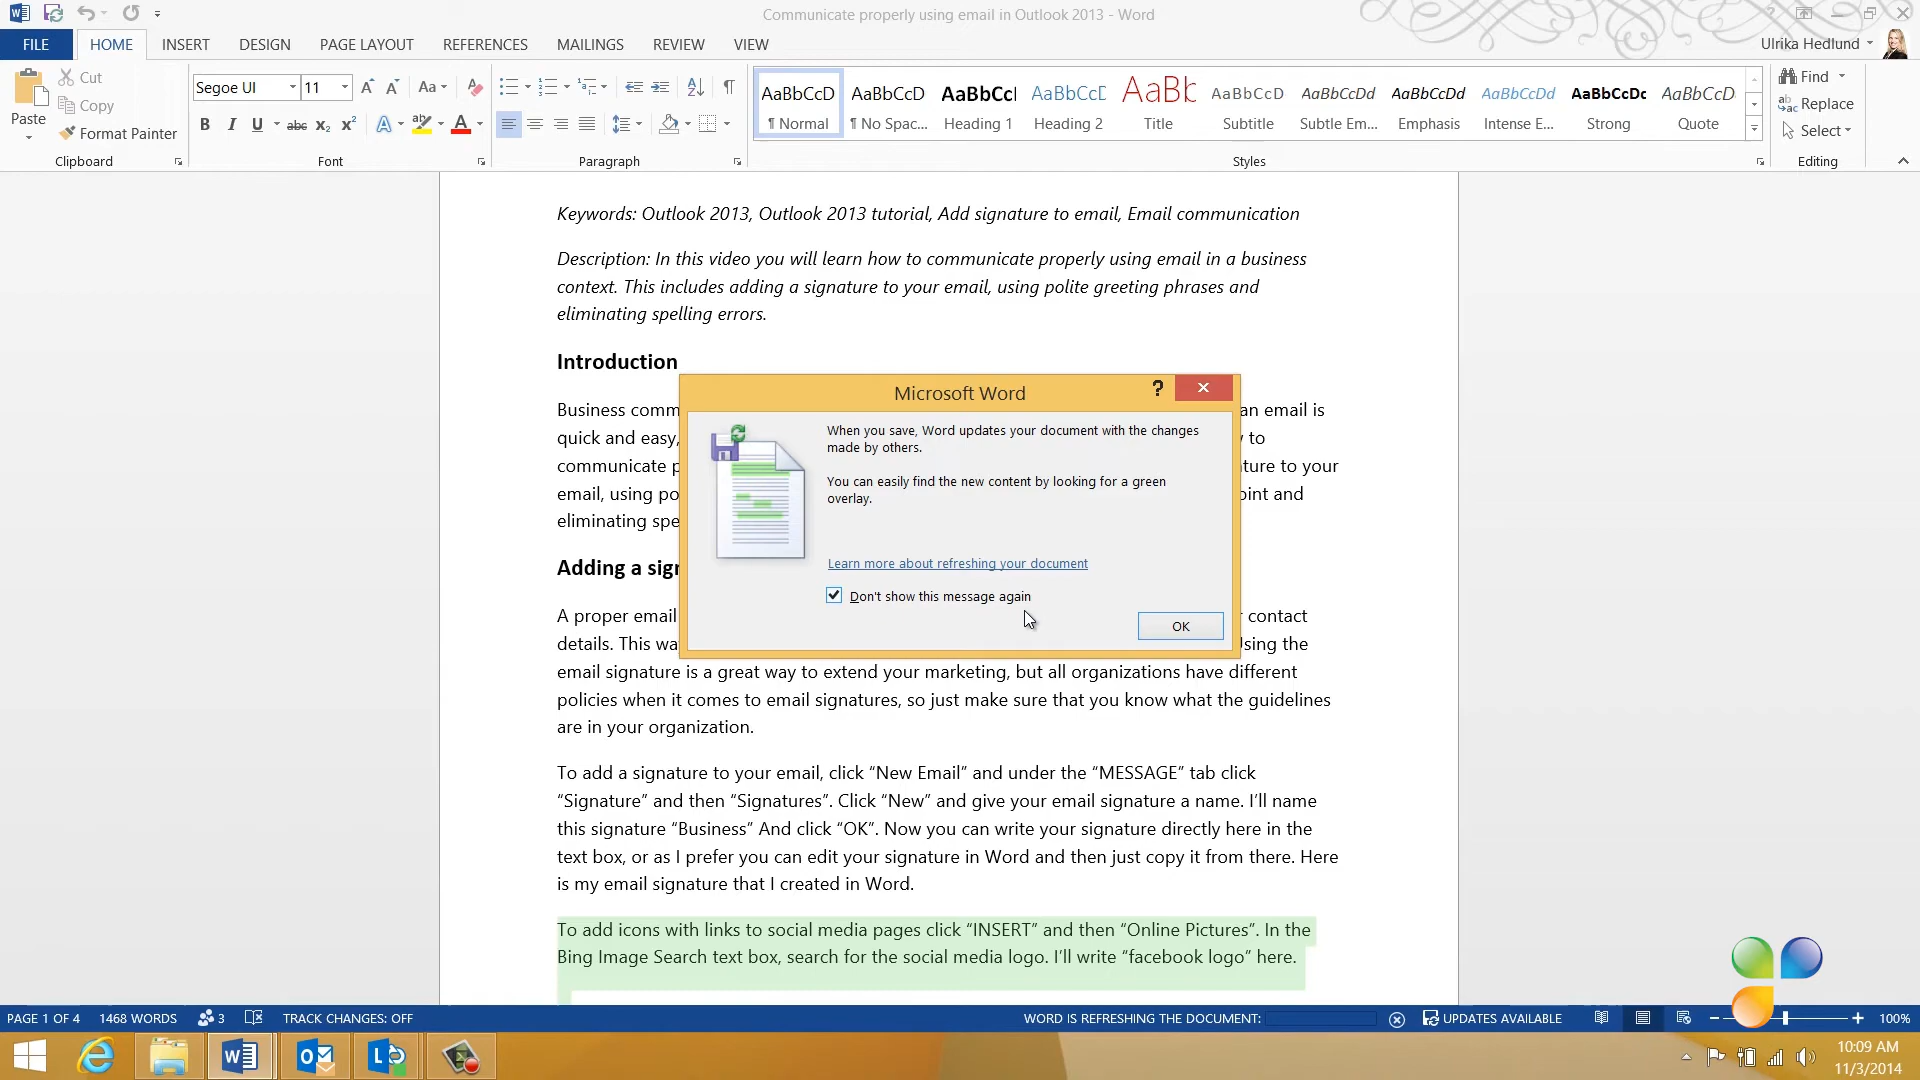 Communicate properly using email in Outlook 2013 - Word
FILE HOME INSERT DESIGN PAGE LAYOUT REFERENCES MAILINGS REVIEW VIEW Ulrika Hedlund
Paste
Cut
Copy
Format Painter
Clipboard
Segoe UI 11
Aa
B I U abc x₂ x² A A
Font
Paragraph
AaBbCcD AaBbCcD AaBbCcI AaBbCcD AaBb AaBbCcD AaBbCcDd AaBbCcDd AaBbCcDd AaBbCcDc AaBbCcD
¶ Normal ¶ No Spac... Heading 1 Heading 2 Title Subtitle Subtle Em... Emphasis Intense E... Strong Quote
Styles
Find
Replace
Select
Editing
Keywords: Outlook 2013, Outlook 2013 tutorial, Add signature to email, Email communication
Description: In this video you will learn how to communicate properly using email in a business
context. This includes adding a signature to your email, using polite greeting phrases and
eliminating spelling errors.
Introduction
Business comm an email is
quick and easy, to
communicate p ture to your
email, using po oint and
eliminating spe
Adding a sigr
A proper email contact
details. This wa Using the
email signature is a great way to extend your marketing, but all organizations have different
policies when it comes to email signatures, so just make sure that you know what the guidelines
are in your organization.
To add a signature to your email, click “New Email” and under the “MESSAGE” tab click
“Signature” and then “Signatures”. Click “New” and give your email signature a name. I’ll name
this signature “Business” And click “OK”. Now you can write your signature directly here in the
text box, or as I prefer you can edit your signature in Word and then just copy it from there. Here
is my email signature that I created in Word.
To add icons with links to social media pages click “INSERT” and then “Online Pictures”. In the
Bing Image Search text box, search for the social media logo. I’ll write “facebook logo” here.
Microsoft Word
?
When you save, Word updates your document with the changes
made by others.
You can easily find the new content by looking for a green
overlay.
Learn more about refreshing your document
Don't show this message again
OK
PAGE 1 OF 4 1468 WORDS 3 TRACK CHANGES: OFF WORD IS REFRESHING THE DOCUMENT: UPDATES AVAILABLE 100%
10:09 AM
11/3/2014